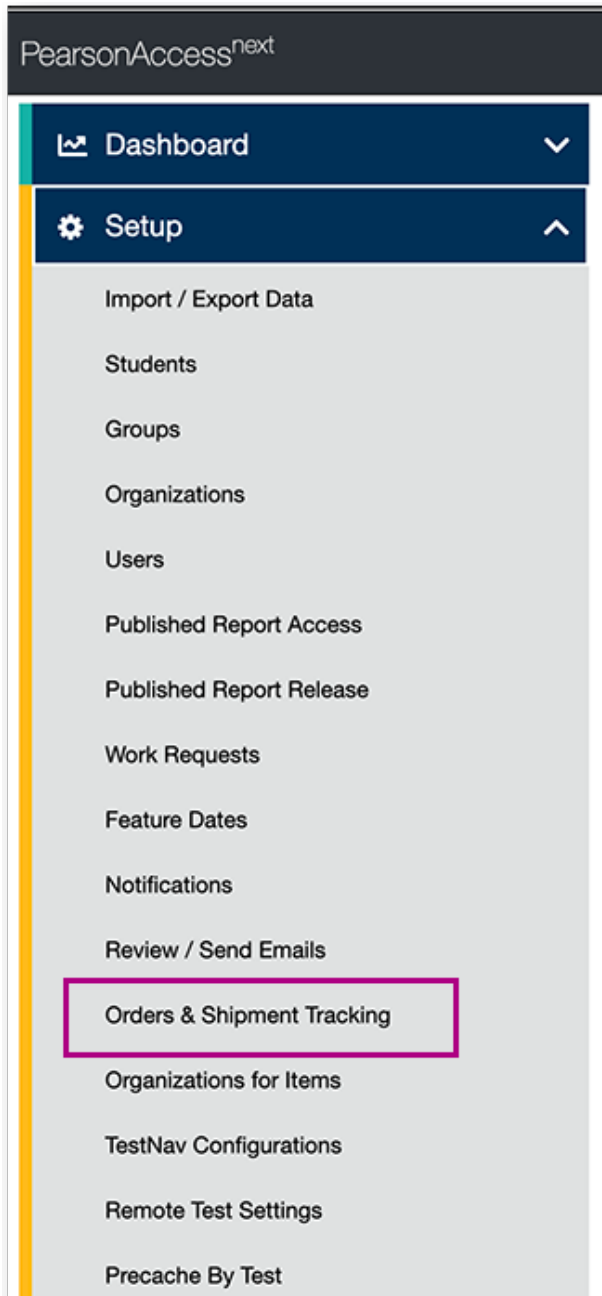 PearsonAccessnext
Dashboard
Setup
Import / Export Data
Students
Groups
Organizations
Users
Published Report Access
Published Report Release
Work Requests
Feature Dates
Notifications
Review / Send Emails
Orders & Shipment Tracking
Organizations for Items
TestNav Configurations
Remote Test Settings
Precache By Test